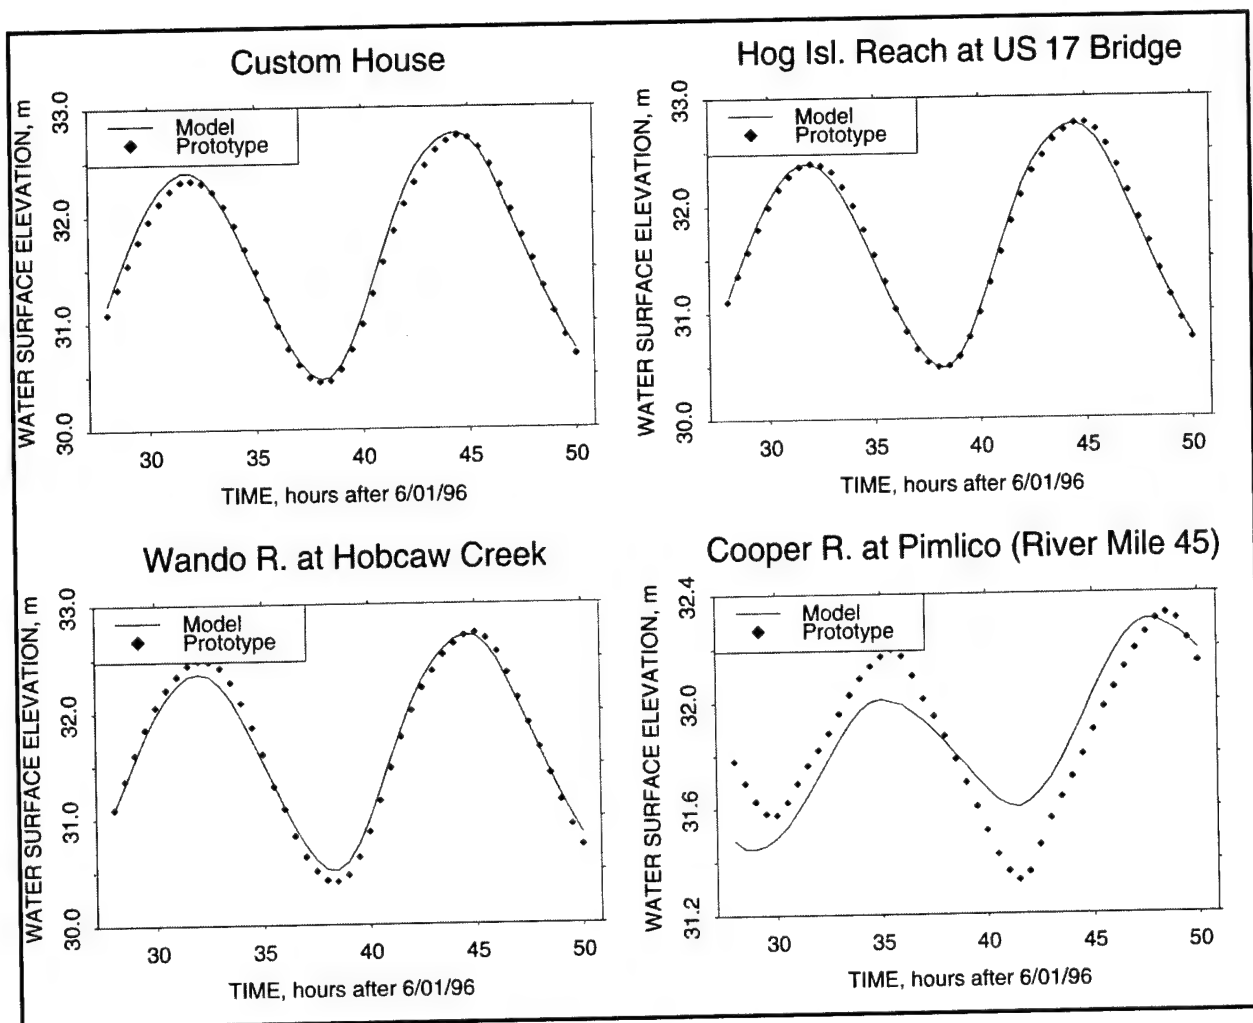 Custom House
WATER SURFACE ELEVATION, m
33.0
32.0
31.0
30.0
Model
Prototype
30 35 40 45 50
TIME, hours after 6/01/96
Hog Isl. Reach at US 17 Bridge
WATER SURFACE ELEVATION, m
33.0
32.0
31.0
30.0
Model
Prototype
30 35 40 45 50
TIME, hours after 6/01/96
Wando R. at Hobcaw Creek
WATER SURFACE ELEVATION, m
33.0
32.0
31.0
30.0
Model
Prototype
30 35 40 45 50
TIME, hours after 6/01/96
Cooper R. at Pimlico (River Mile 45)
WATER SURFACE ELEVATION, m
32.4
32.0
31.6
31.2
Model
Prototype
30 35 40 45 50
TIME, hours after 6/01/96